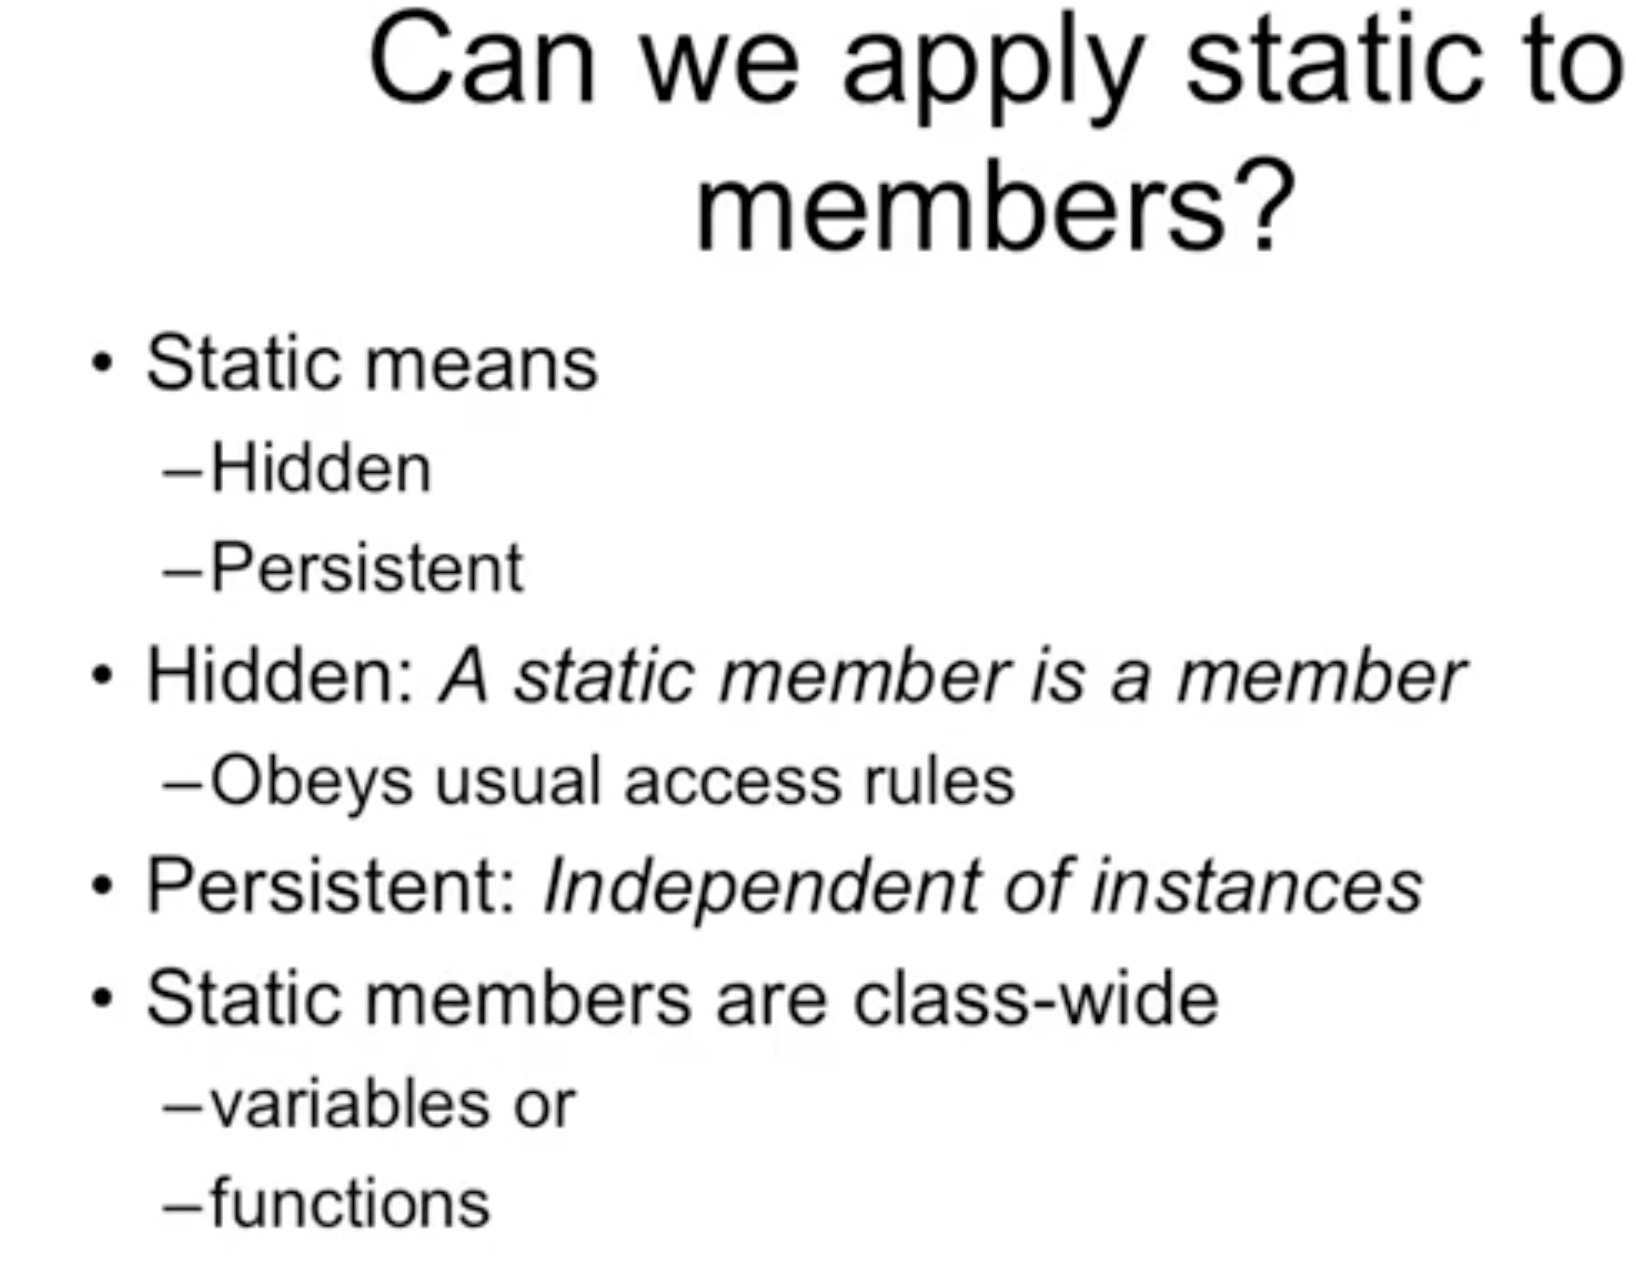 Can we apply static to
members?
• Static means
–Hidden
–Persistent
• Hidden: A static member is a member
–Obeys usual access rules
• Persistent: Independent of instances
• Static members are class-wide
–variables or
–functions